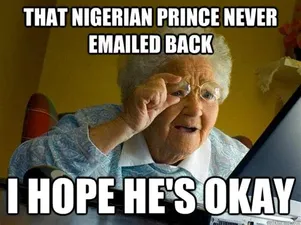 THAT NIGERIAN PRINCE NEVER
EMAILED BACK
I HOPE HE'S OKAY